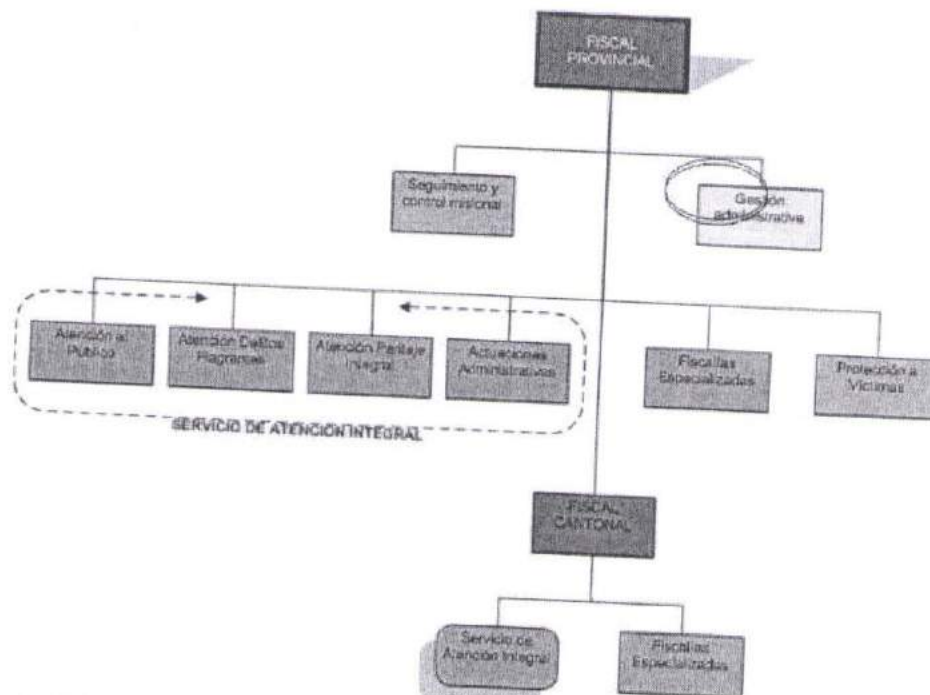 FISCAL
PROVINCIAL
Seguimiento y
control misional
Gestión
administrativa
Atención al
Público
Atención Delitos
Flagrantes
Atención Peritaje
Integral
Actuaciones
Administrativas
Fiscalías
Especializadas
Protección a
Víctimas
SERVICIO DE ATENCIÓN INTEGRAL
FISCAL
CANTONAL
Servicio de
Atención Integral
Fiscalías
Especializadas